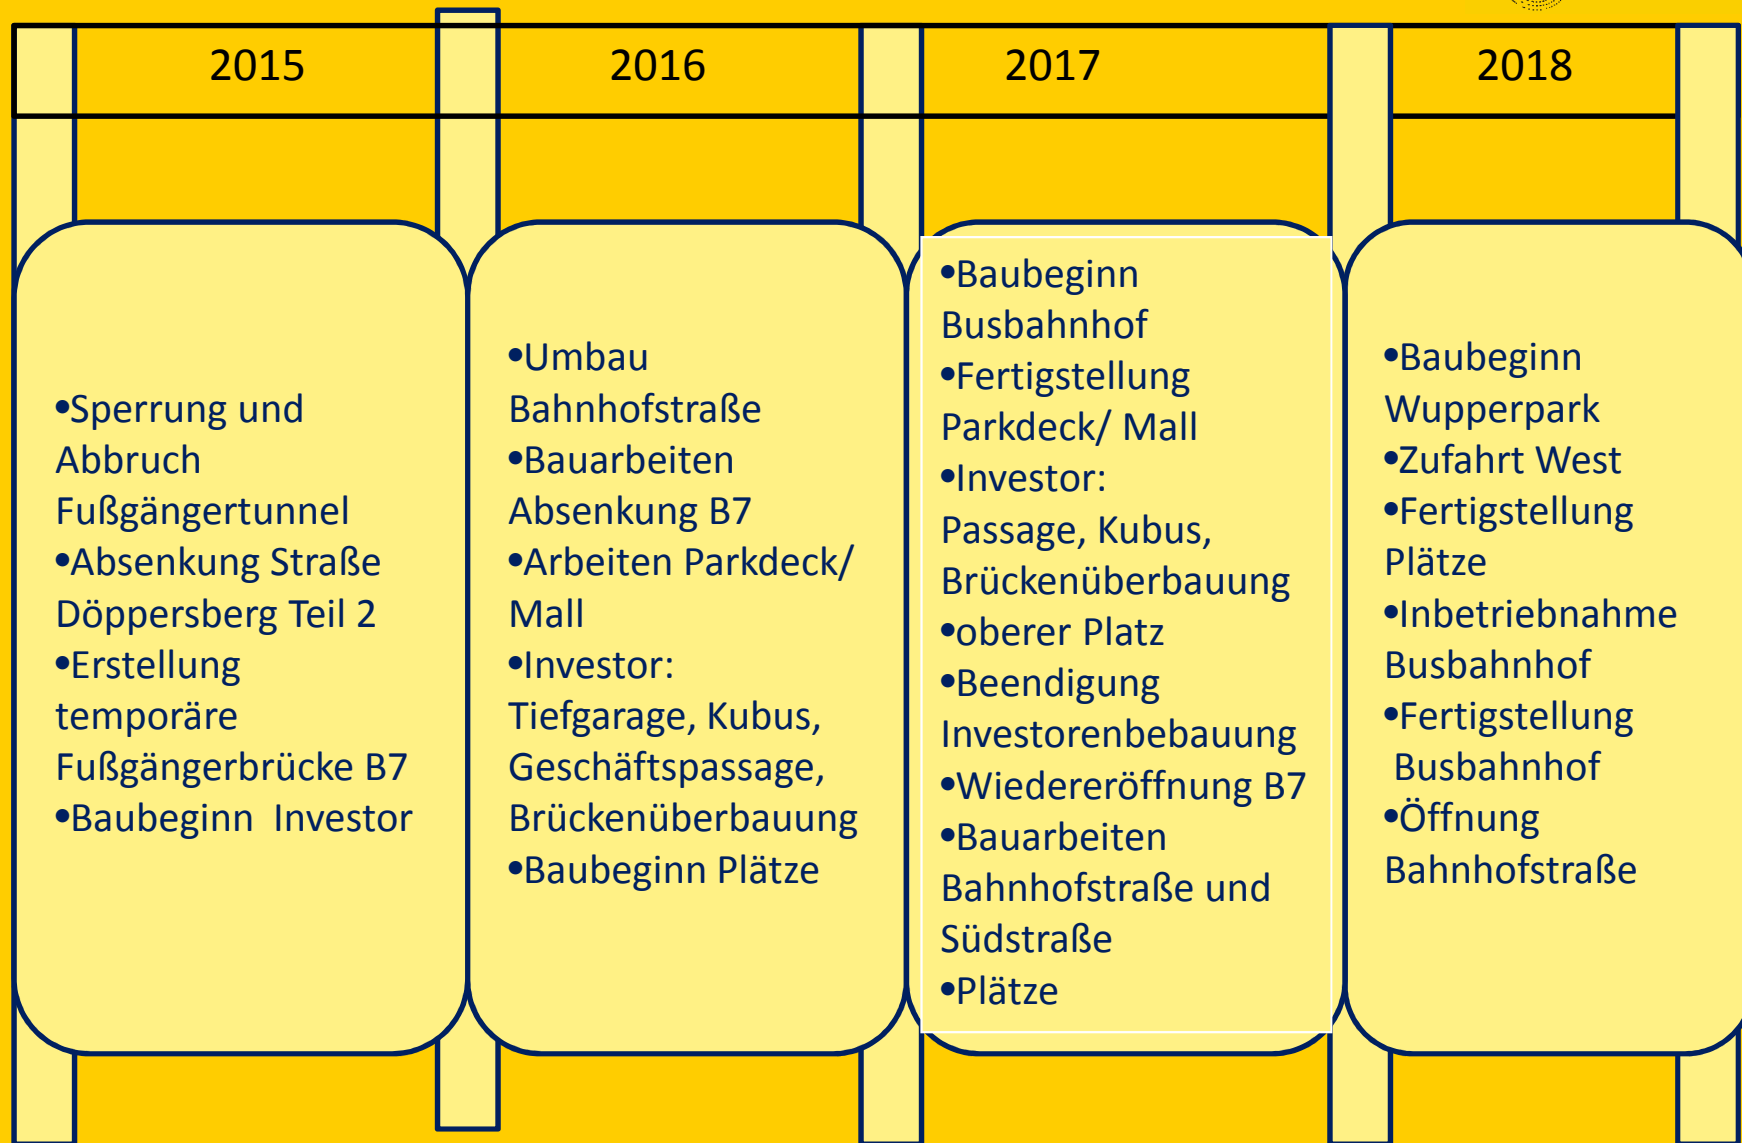 2015
2016
2017
2018
•Sperrung und
Abbruch
Fußgängertunnel
•Absenkung Straße
Döppersberg Teil 2
•Erstellung
temporäre
Fußgängerbrücke B7
•Baubeginn  Investor
•Umbau
Bahnhofstraße
•Bauarbeiten
Absenkung B7
•Arbeiten Parkdeck/
Mall
•Investor:
Tiefgarage, Kubus,
Geschäftspassage,
Brückenüberbauung
•Baubeginn Plätze
•Baubeginn
Busbahnhof
•Fertigstellung
Parkdeck/ Mall
•Investor:
Passage, Kubus,
Brückenüberbauung
•oberer Platz
•Beendigung
Investorenbebauung
•Wiedereröffnung B7
•Bauarbeiten
Bahnhofstraße und
Südstraße
•Plätze
•Baubeginn
Wupperpark
•Zufahrt West
•Fertigstellung
Plätze
•Inbetriebnahme
Busbahnhof
•Fertigstellung
Busbahnhof
•Öffnung
Bahnhofstraße